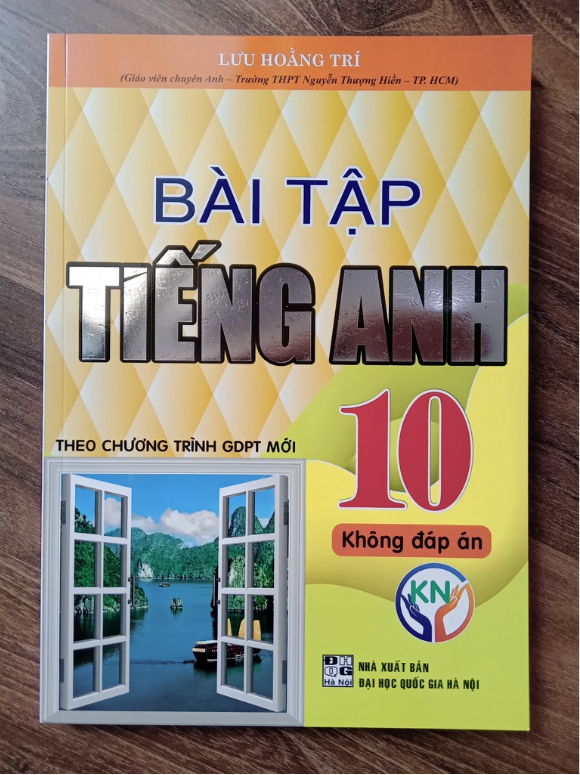 LƯU HOẰNG TRÍ
(Giáo viên chuyên Anh – Trường THPT Nguyễn Thượng Hiền – TP. HCM)
BÀI TẬP
TIẾNG ANH
10
THEO CHƯƠNG TRÌNH GDPT MỚI
Không đáp án
KN
ĐH
QG
Hà Nội
NHÀ XUẤT BẢN
ĐẠI HỌC QUỐC GIA HÀ NỘI